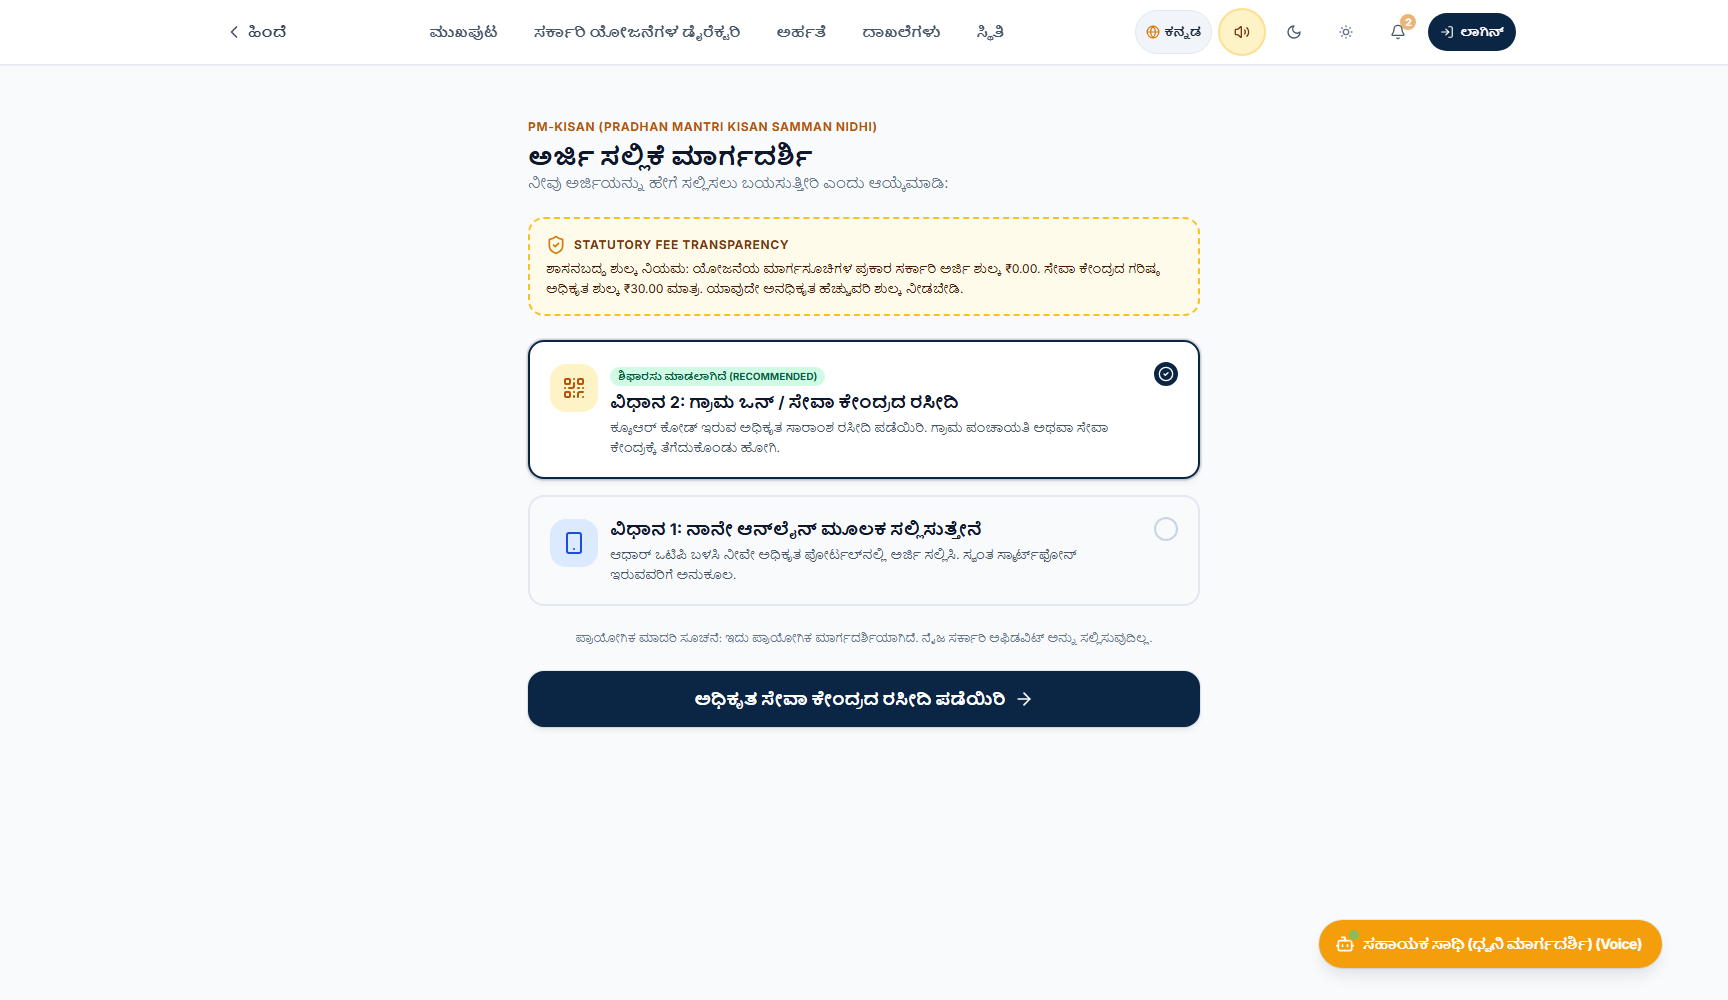 ಹಿಂದೆ
ಮುಖಪುಟ
ಸರ್ಕಾರಿ ಯೋಜನೆಗಳ ಡೈರೆಕ್ಟರಿ
ಅರ್ಹತೆ
ದಾಖಲೆಗಳು
ಸ್ಥಿತಿ
ಕನ್ನಡ
2
ಲಾಗಿನ್
PM-KISAN (PRADHAN MANTRI KISAN SAMMAN NIDHI)
ಅರ್ಜಿ ಸಲ್ಲಿಕೆ ಮಾರ್ಗದರ್ಶಿ
ನೀವು ಅರ್ಜಿಯನ್ನು ಹೇಗೆ ಸಲ್ಲಿಸಲು ಬಯಸುತ್ತೀರಿ ಎಂದು ಆಯ್ಕೆಮಾಡಿ:
STATUTORY FEE TRANSPARENCY
ಶಾಸನಬದ್ಧ ಶುಲ್ಕ ನಿಯಮ: ಯೋಜನೆಯ ಮಾರ್ಗಸೂಚಿಗಳ ಪ್ರಕಾರ ಸರ್ಕಾರಿ ಅರ್ಜಿ ಶುಲ್ಕ ₹0.00. ಸೇವಾ ಕೇಂದ್ರದ ಗರಿಷ್ಠ
ಅಧಿಕೃತ ಶುಲ್ಕ ₹30.00 ಮಾತ್ರ. ಯಾವುದೇ ಅನಧಿಕೃತ ಹೆಚ್ಚುವರಿ ಶುಲ್ಕ ನೀಡಬೇಡಿ.
ಶಿಫಾರಸು ಮಾಡಲಾಗಿದೆ (RECOMMENDED)
ವಿಧಾನ 2: ಗ್ರಾಮ ಒನ್ / ಸೇವಾ ಕೇಂದ್ರದ ರಸೀದಿ
ಕ್ಯೂಆರ್ ಕೋಡ್ ಇರುವ ಅಧಿಕೃತ ಸಾರಾಂಶ ರಸೀದಿ ಪಡೆಯಿರಿ. ಗ್ರಾಮ ಪಂಚಾಯತಿ ಅಥವಾ ಸೇವಾ
ಕೇಂದ್ರಕ್ಕೆ ತೆಗೆದುಕೊಂಡು ಹೋಗಿ.
ವಿಧಾನ 1: ನಾನೇ ಆನ್‌ಲೈನ್ ಮೂಲಕ ಸಲ್ಲಿಸುತ್ತೇನೆ
ಆಧಾರ್ ಒಟಿಪಿ ಬಳಸಿ ನೀವೇ ಅಧಿಕೃತ ಪೋರ್ಟಲ್‌ನಲ್ಲಿ ಅರ್ಜಿ ಸಲ್ಲಿಸಿ. ಸ್ವಂತ ಸ್ಮಾರ್ಟ್‌ಫೋನ್
ಇರುವವರಿಗೆ ಅನುಕೂಲ.
ಪ್ರಾಯೋಗಿಕ ಮಾದರಿ ಸೂಚನೆ: ಇದು ಪ್ರಾಯೋಗಿಕ ಮಾರ್ಗದರ್ಶಿಯಾಗಿದೆ. ನೈಜ ಸರ್ಕಾರಿ ಅಫಿಡವಿಟ್ ಅನ್ನು ಸಲ್ಲಿಸುವುದಿಲ್ಲ.
ಅಧಿಕೃತ ಸೇವಾ ಕೇಂದ್ರದ ರಸೀದಿ ಪಡೆಯಿರಿ
ಸಹಾಯಕ ಸಾಥಿ (ಧ್ವನಿ ಮಾರ್ಗದರ್ಶಿ) (Voice)